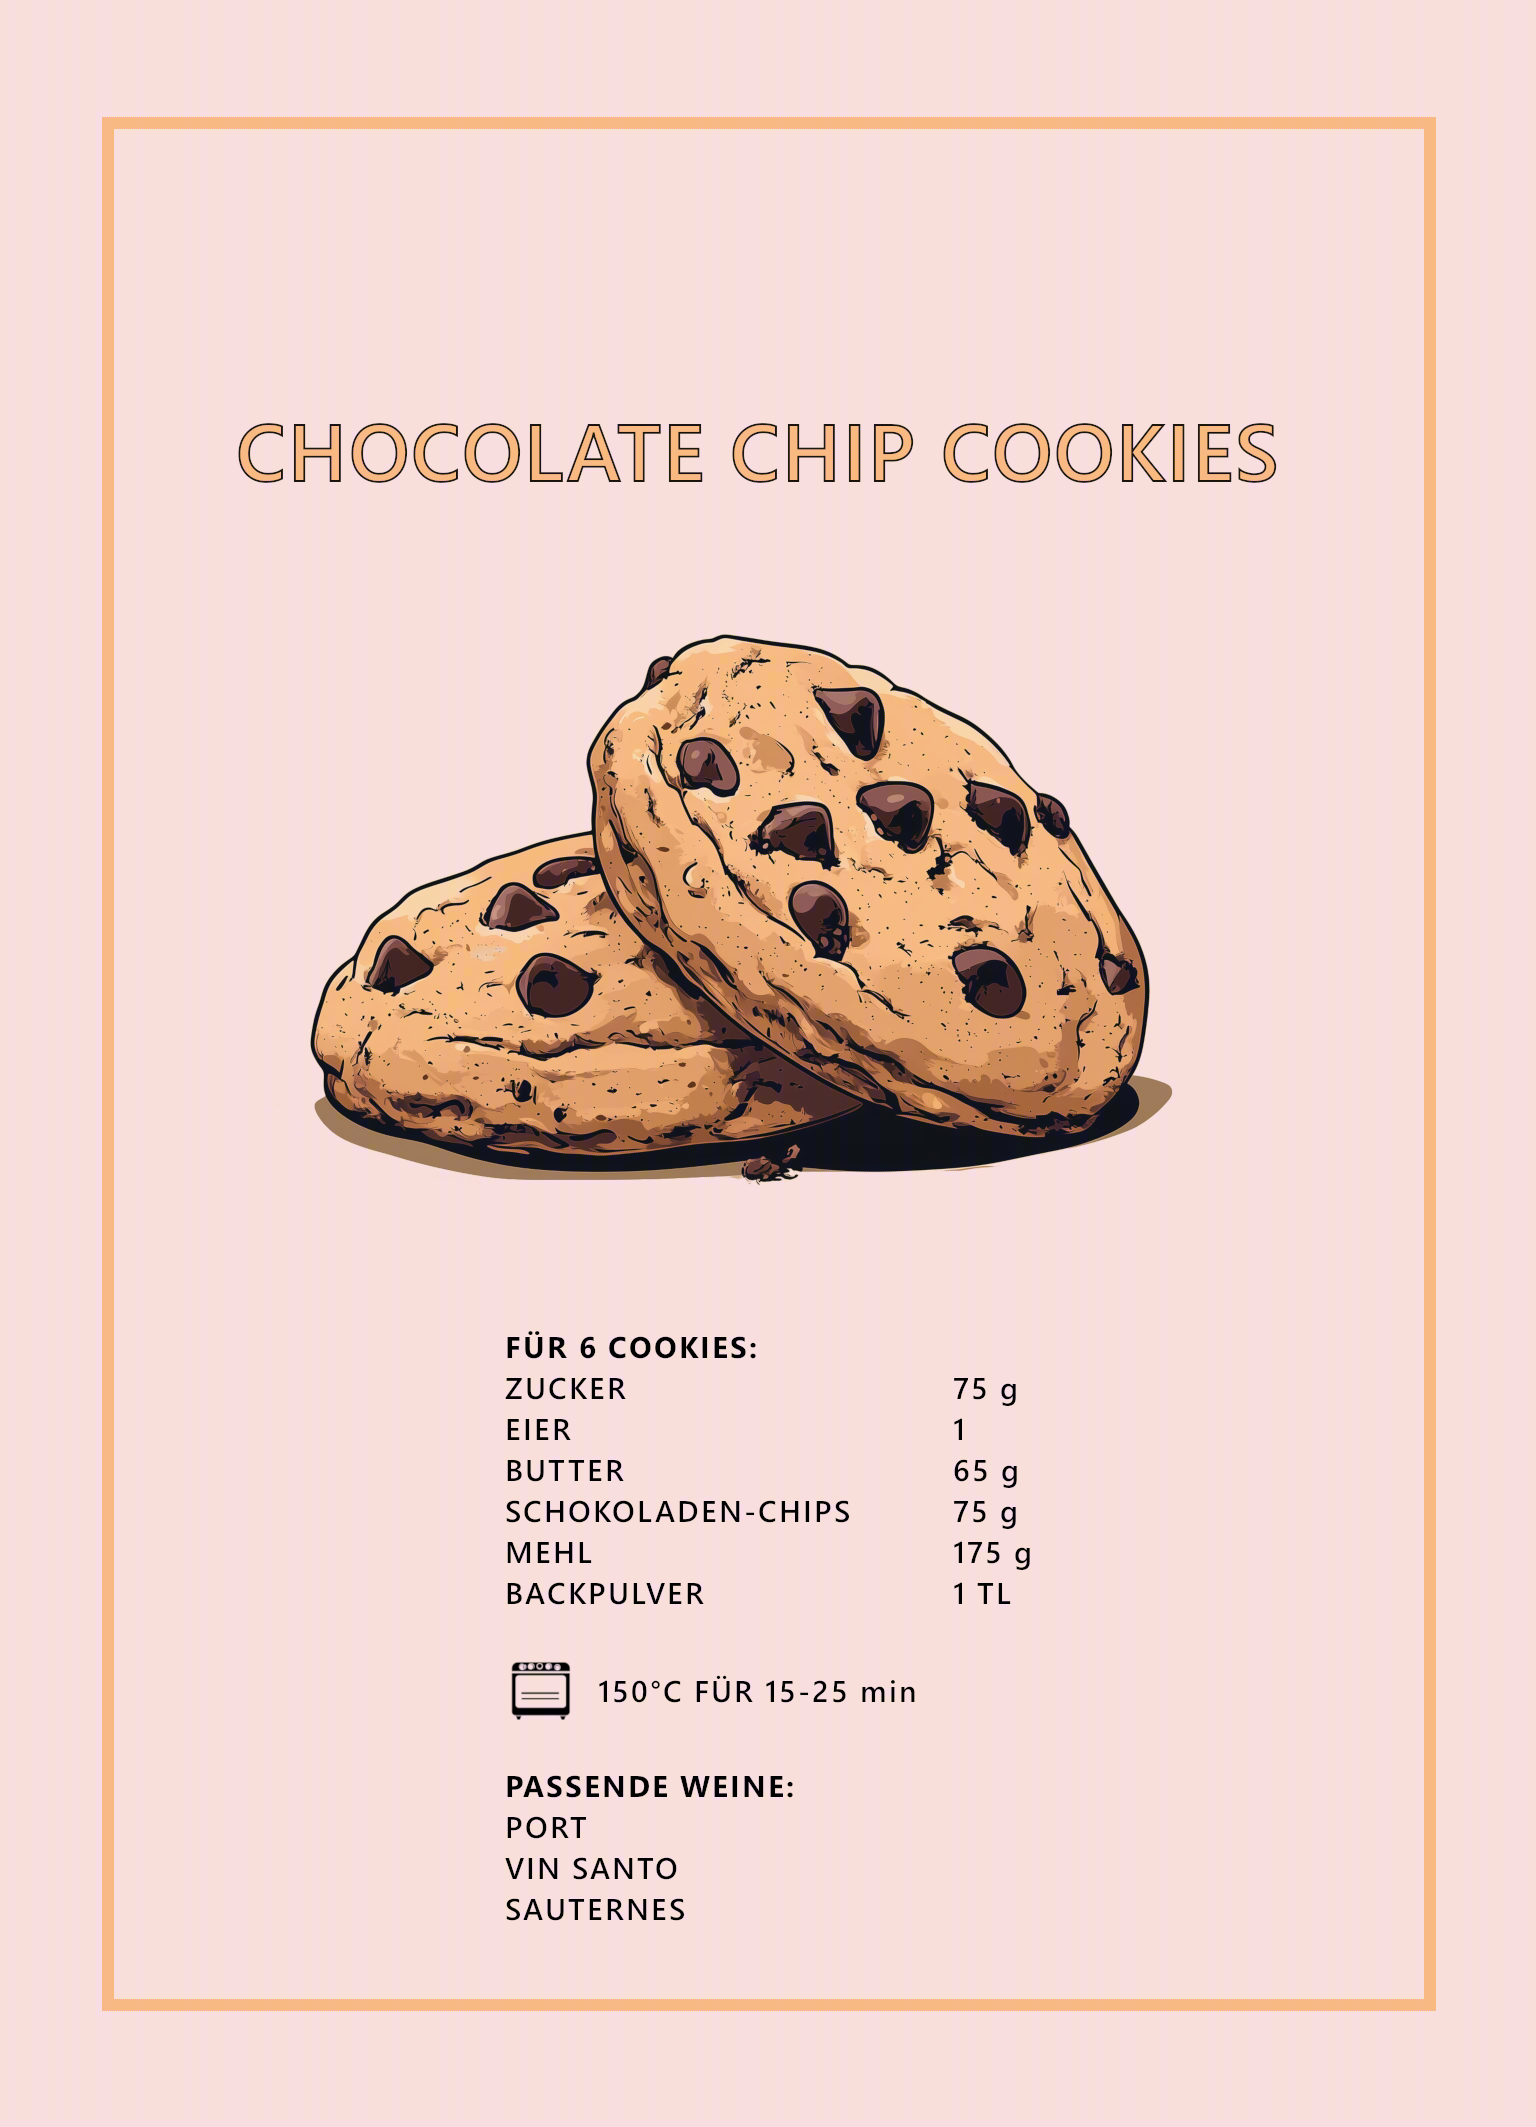 CHOCOLATE CHIP COOKIES
FÜR 6 COOKIES:
ZUCKER 75 g
EIER 1
BUTTER 65 g
SCHOKOLADEN-CHIPS 75 g
MEHL 175 g
BACKPULVER 1 TL
150°C FÜR 15-25 min
PASSENDE WEINE:
PORT
VIN SANTO
SAUTERNES